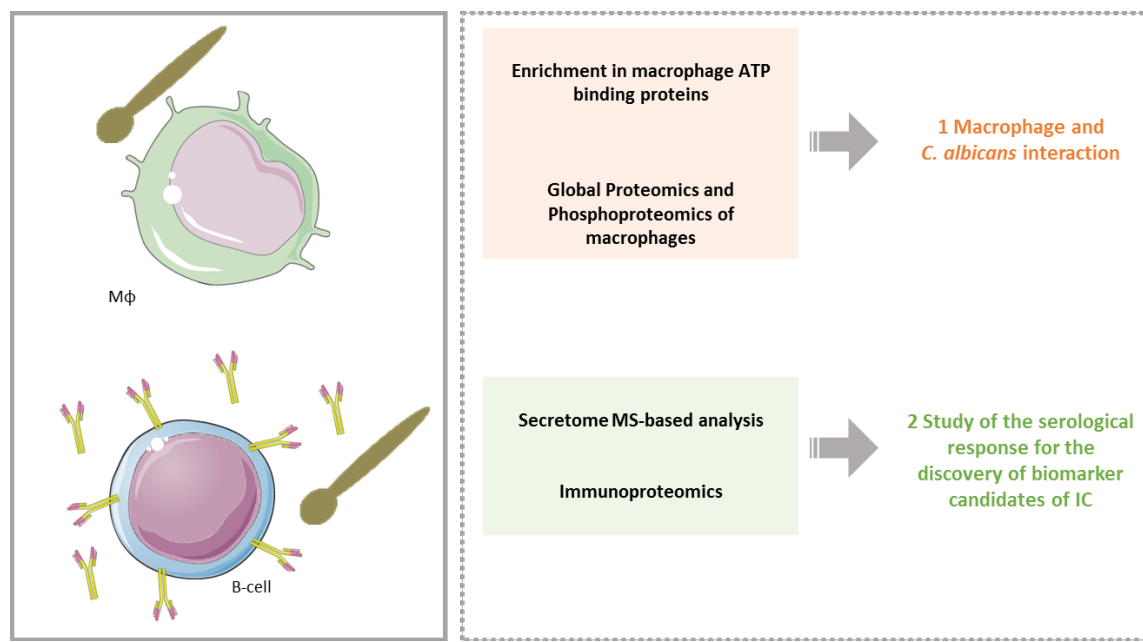 Mφ
B-cell
Enrichment in macrophage ATP
binding proteins
Global Proteomics and
Phosphoproteomics of
macrophages
1 Macrophage and
C. albicans interaction
Secretome MS-based analysis
Immunoproteomics
2 Study of the serological
response for the
discovery of biomarker
candidates of IC